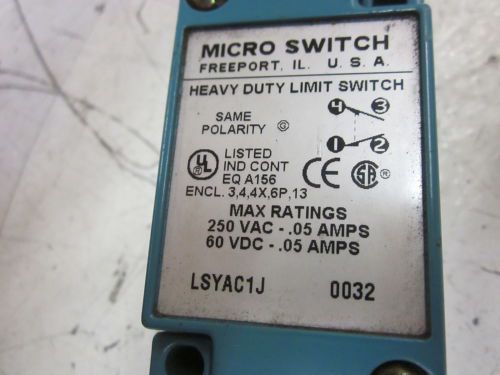 MICRO SWITCH
FREEPORT, IL. U.S.A.
HEAVY DUTY LIMIT SWITCH
SAME
POLARITY G
4 3
1 2
UL LISTED
IND CONT
EQ A156
CE SA
ENCL. 3,4,4X,6P,13
MAX RATINGS
250 VAC - .05 AMPS
60 VDC - .05 AMPS
LSYAC1J 0032